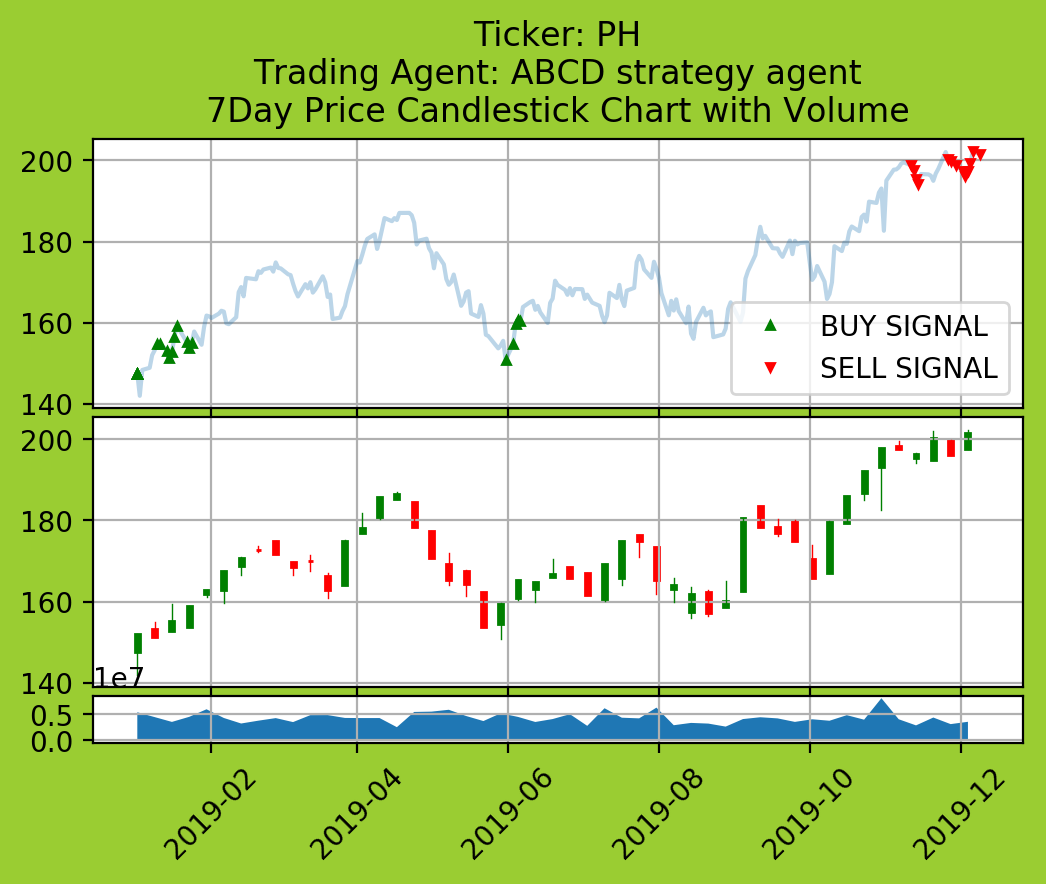 Ticker: PH
Trading Agent: ABCD strategy agent
7Day Price Candlestick Chart with Volume
200
180
160
140
BUY SIGNAL
SELL SIGNAL
200
180
160
140
1e7
0.5
0.0
2019-02
2019-04
2019-06
2019-08
2019-10
2019-12